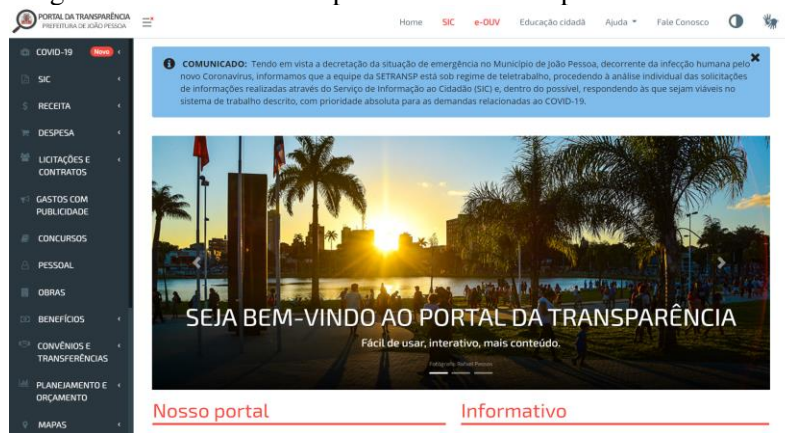 PORTAL DA TRANSPARÊNCIA
PREFEITURA DE JOÃO PESSOA
Home SIC e-OUV Educação cidadã Ajuda Fale Conosco
COVID-19 Novo
SIC
RECEITA
DESPESA
LICITAÇÕES E
CONTRATOS
GASTOS COM
PUBLICIDADE
CONCURSOS
PESSOAL
OBRAS
BENEFÍCIOS
CONVÊNIOS E
TRANSFERÊNCIAS
PLANEJAMENTO E
ORÇAMENTO
MAPAS
COMUNICADO: Tendo em vista a decretação da situação de emergência no Município de João Pessoa, decorrente da infecção humana pelo
novo Coronavírus, informamos que a equipe da SETRANSP está sob regime de teletrabalho, procedendo à análise individual das solicitações
de informações realizadas através do Serviço de Informação ao Cidadão (SIC) e, dentro do possível, respondendo às que sejam viáveis no
sistema de trabalho descrito, com prioridade absoluta para as demandas relacionadas ao COVID-19.
SEJA BEM-VINDO AO PORTAL DA TRANSPARÊNCIA
Fácil de usar, interativo, mais conteúdo.
Fotografia: Rafael Passos
Nosso portal
Informativo